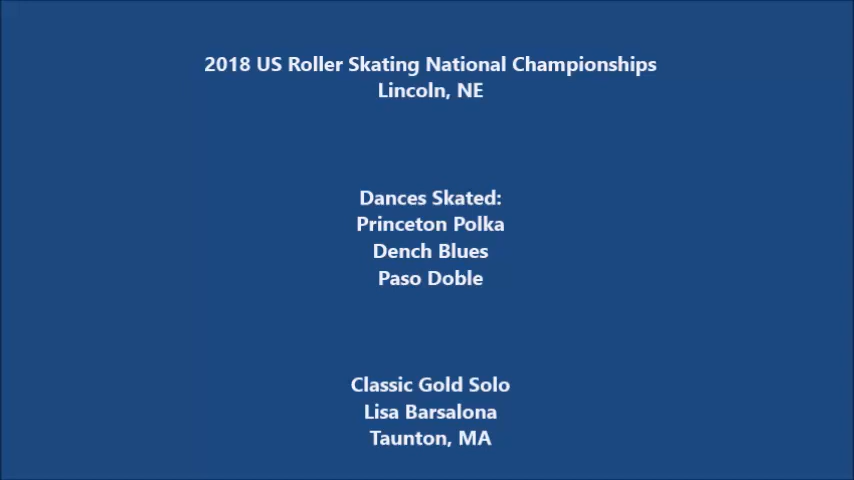 2018 US Roller Skating National Championships
Lincoln, NE
Dances Skated:
Princeton Polka
Dench Blues
Paso Doble
Classic Gold Solo
Lisa Barsalona
Taunton, MA